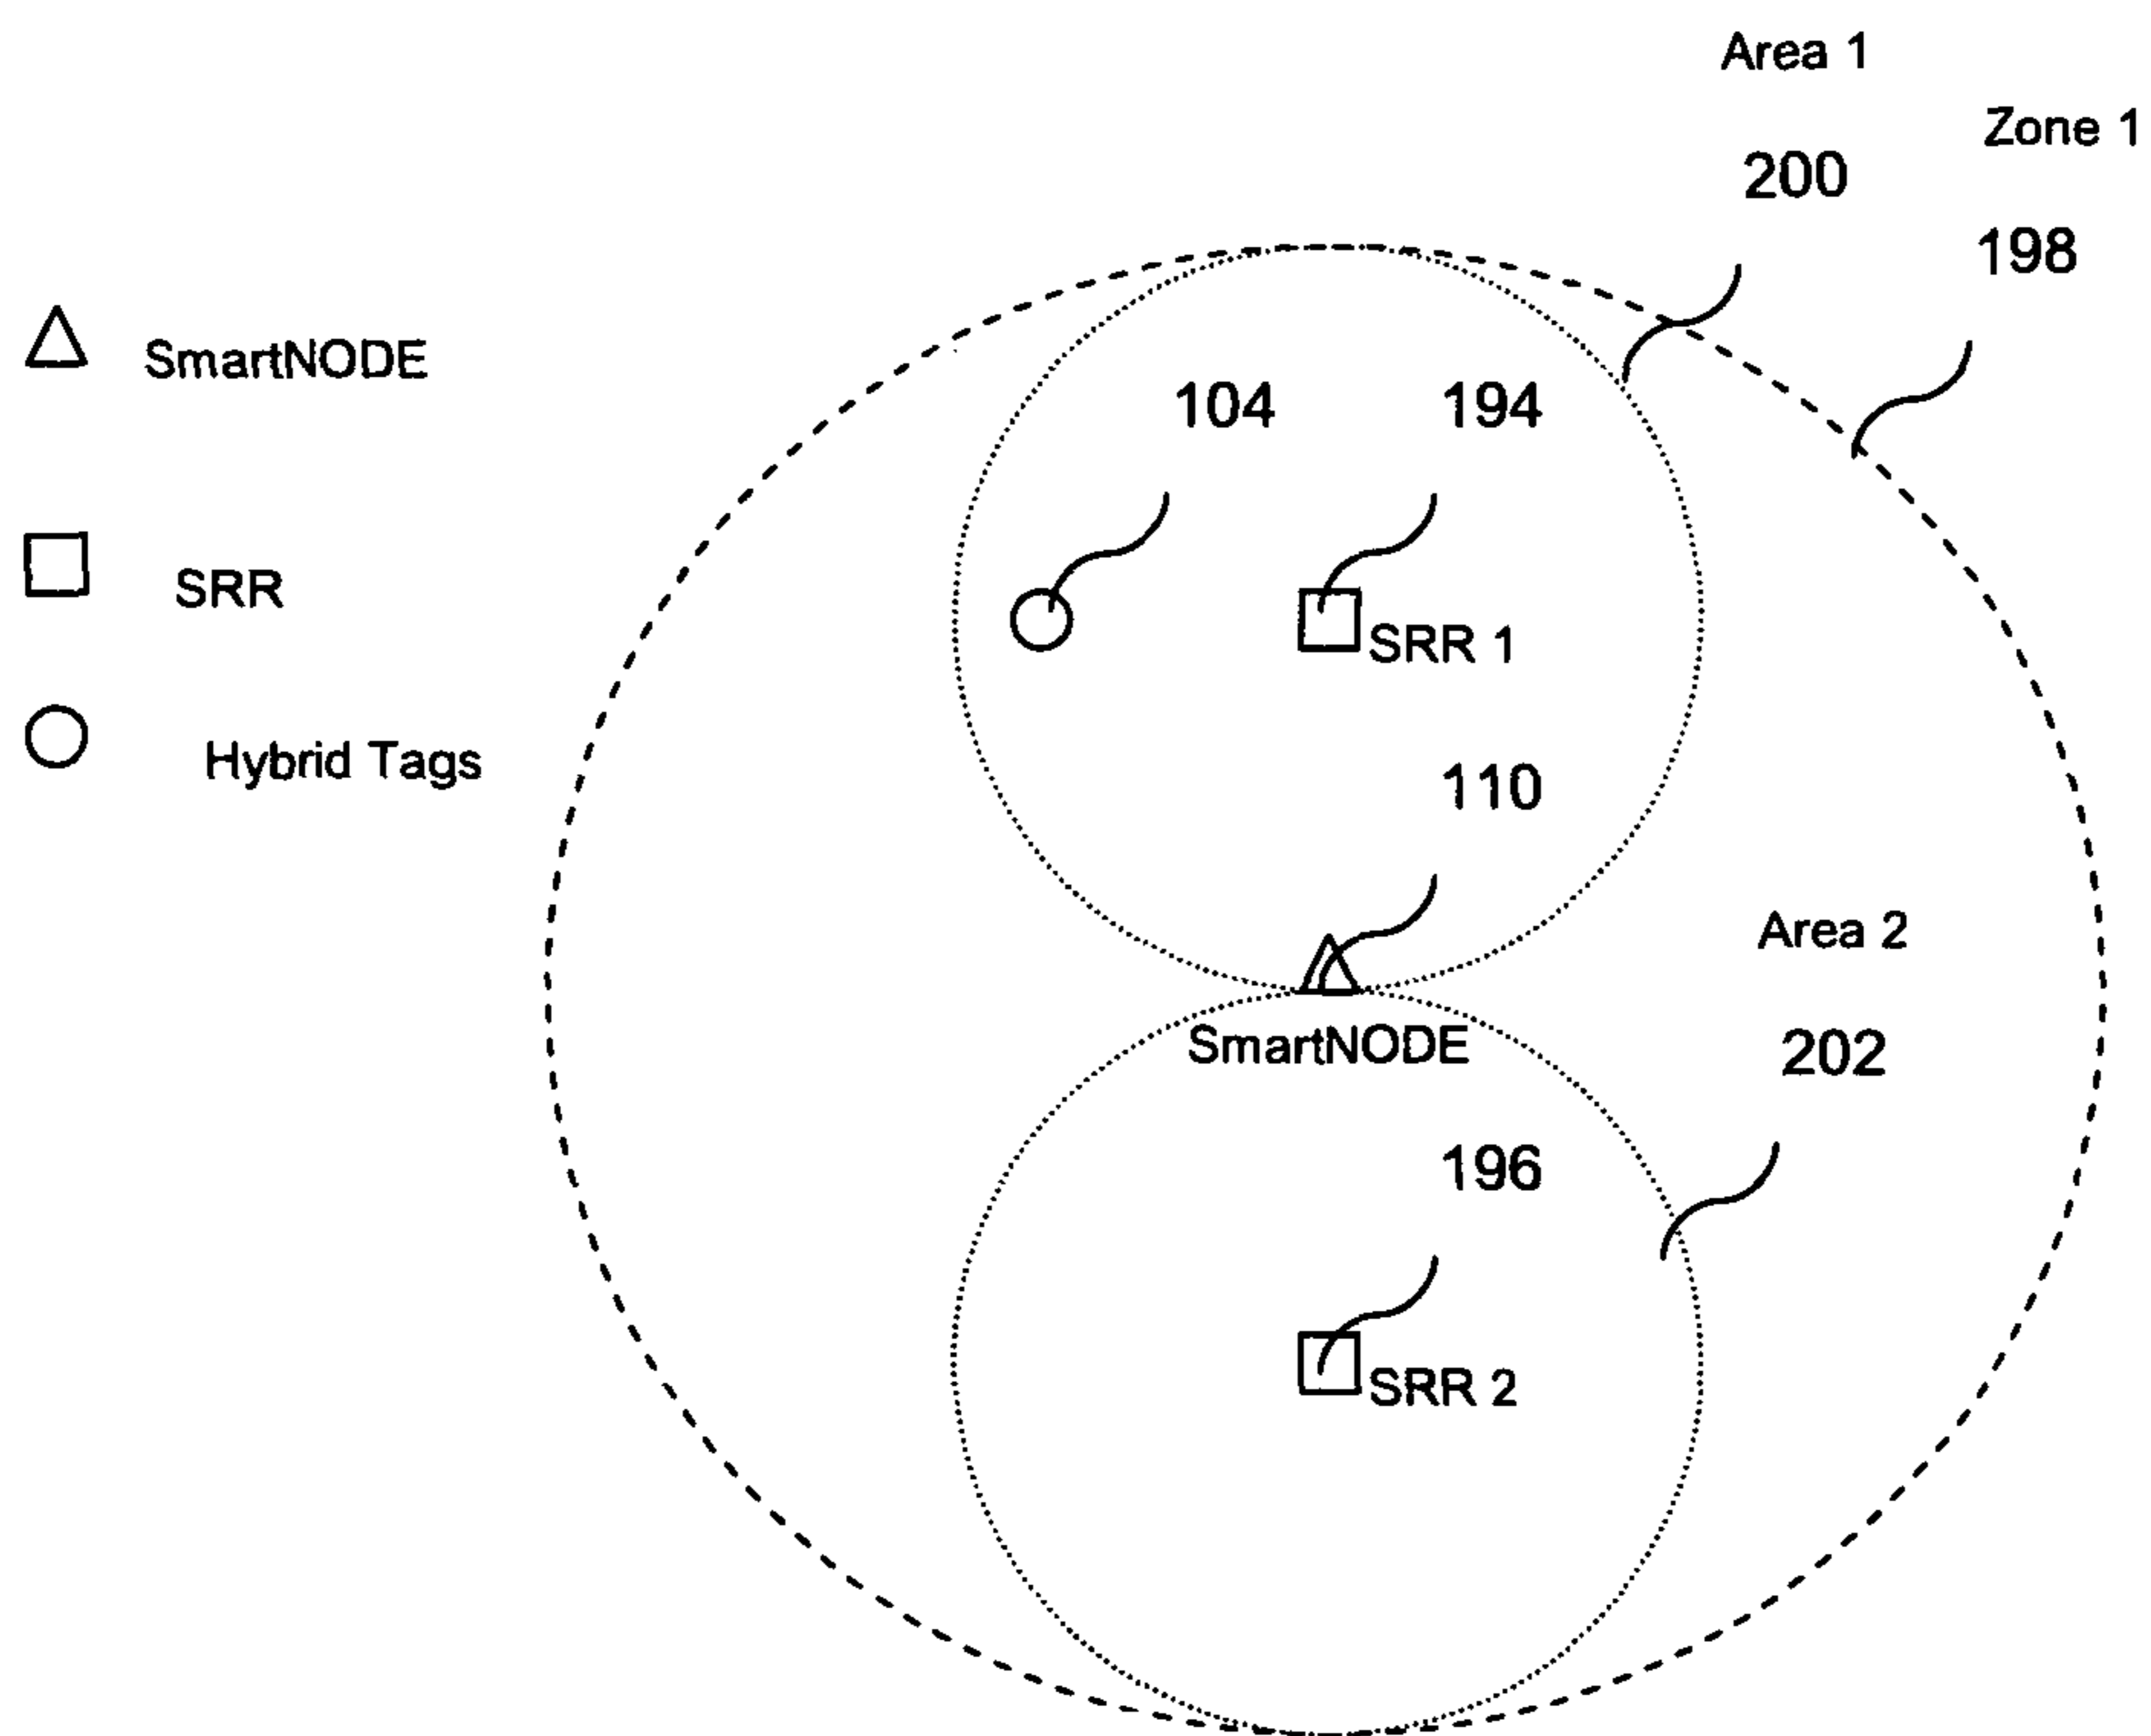 Area 1
Zone 1
200
198
SmartNODE
104
194
SRR
SRR 1
Hybrid Tags
110
Area 2
SmartNODE
202
196
SRR 2